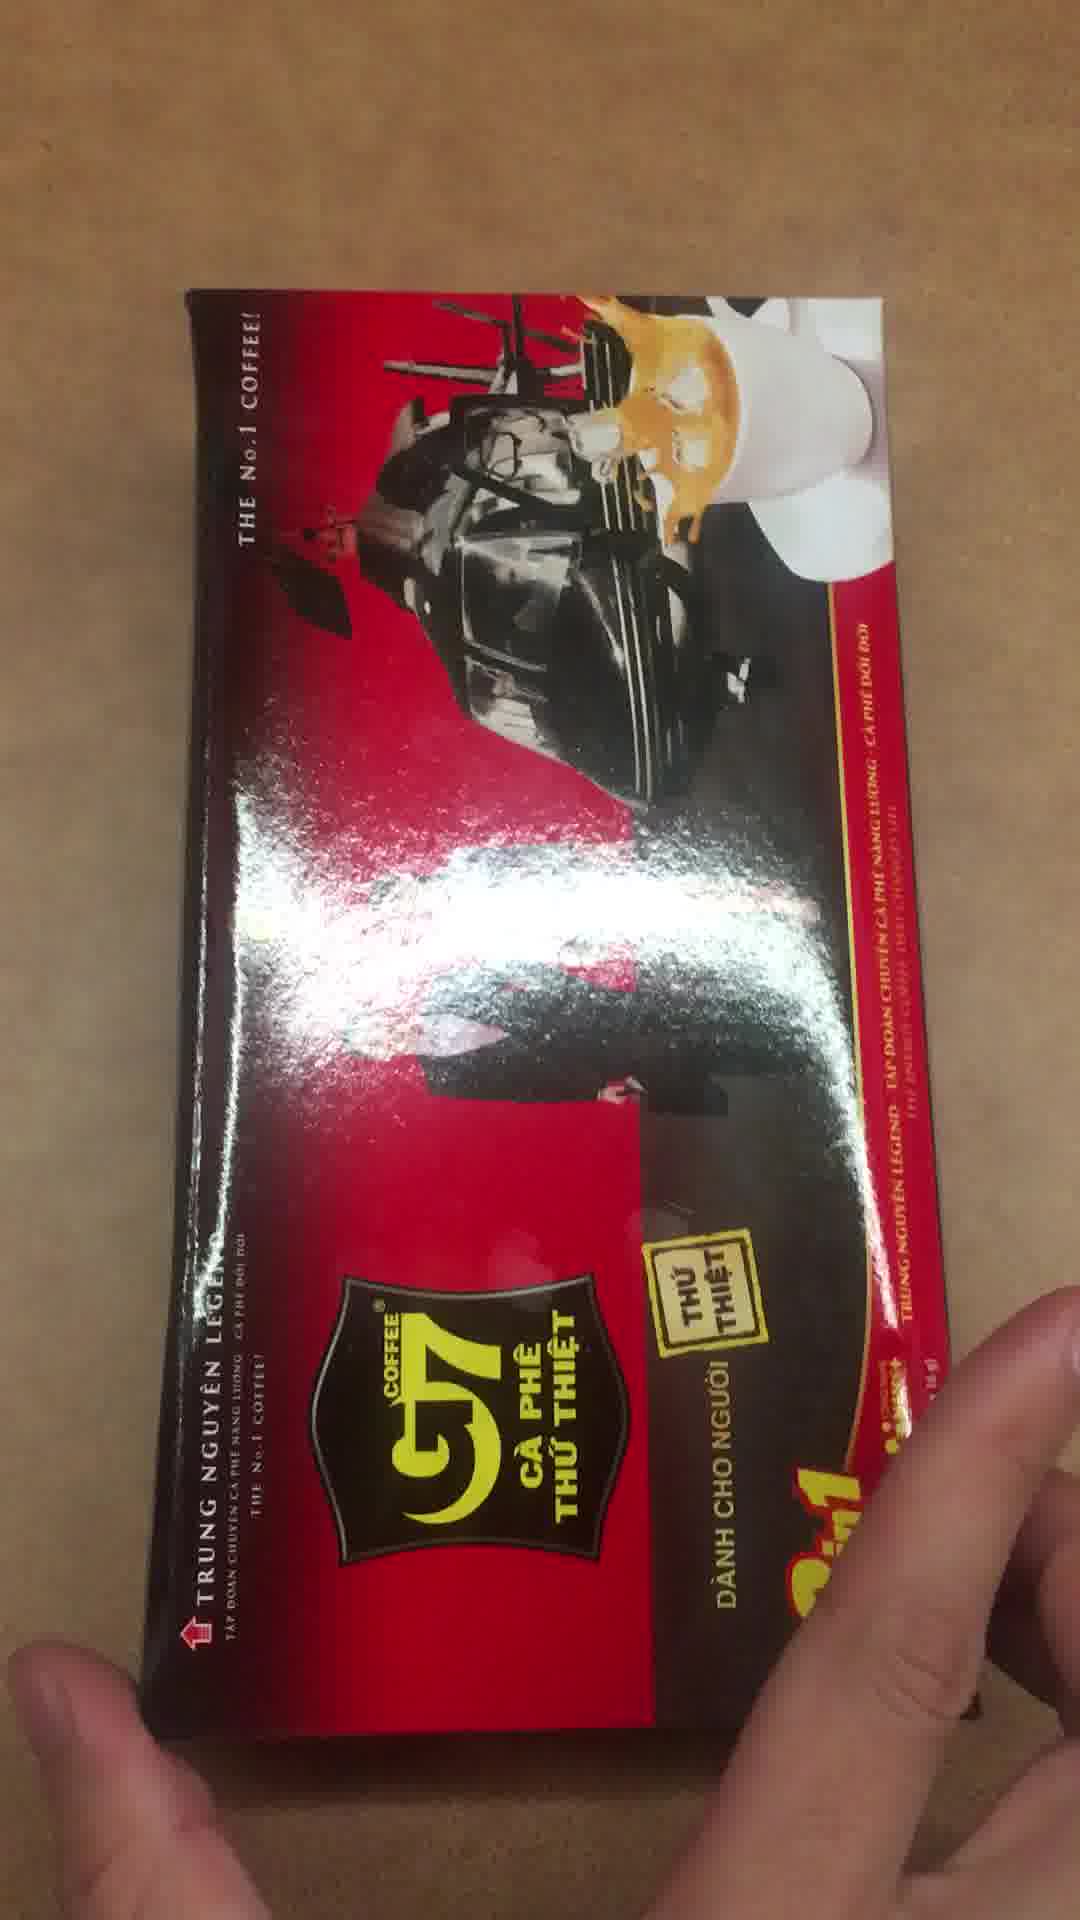 TRUNG NGUYÊN LEGEND
TẬP ĐOÀN CHUYÊN CÀ PHÊ NĂNG LƯỢNG - CÀ PHÊ ĐỔI ĐỜI
THE No.1 COFFEE!
THE No.1 COFFEE!
G7
COFFEE®
CÀ PHÊ
THỨ THIỆT
DÀNH CHO NGƯỜI
THỨ
THIỆT
in1
TRUNG NGUYÊN LEGEND - TẬP ĐOÀN CHUYÊN CÀ PHÊ NĂNG LƯỢNG - CÀ PHÊ ĐỔI ĐỜI